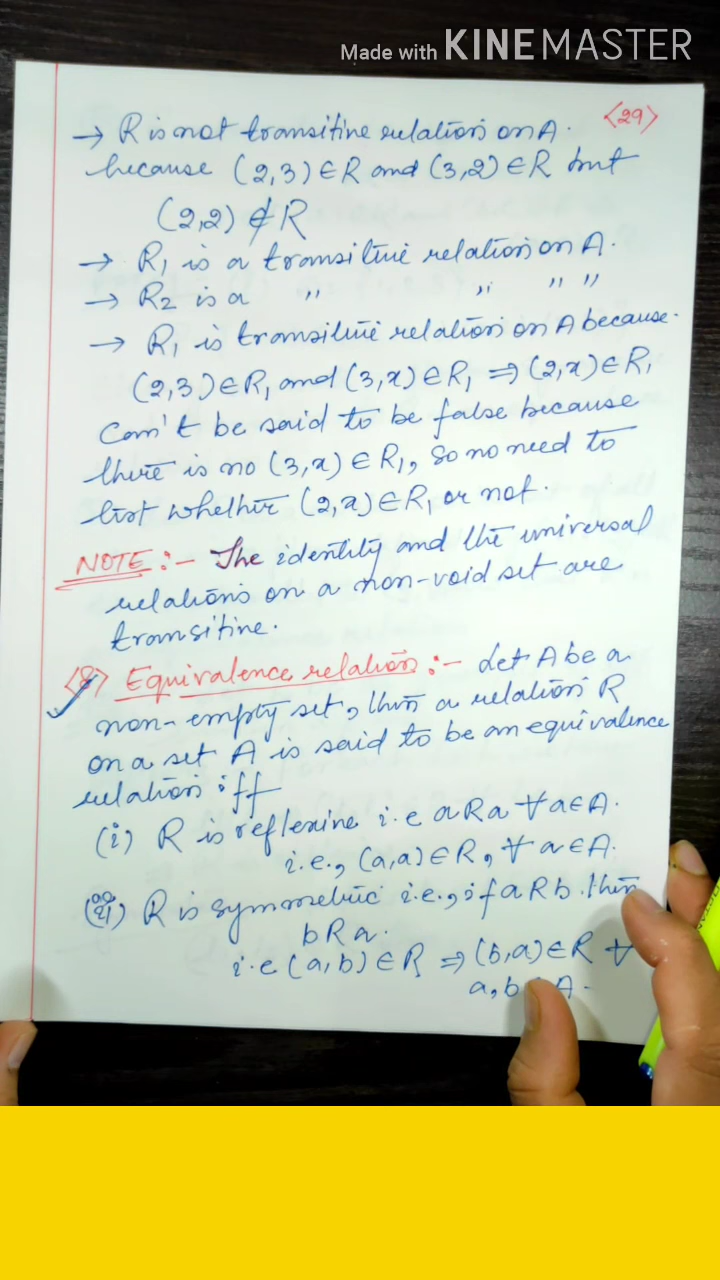 Made with KINEMASTER
<29>
→ R is not transitive relation on A.
because (2,3) ∈ R and (3,2) ∈ R but
(2,2) ∉ R
→ R₁ is a transitive relation on A.
→ R₂ is a " " " "
→ R₁ is transitive relation on A because.
(2,3) ∈ R₁ and (3,x) ∈ R₁ ⇒ (2,x) ∈ R₁
Can't be said to be false because
there is no (3,x) ∈ R₁, so no need to
list whether (2,x) ∈ R₁ or not.
NOTE :- The identity and the universal
relations on a non-void set are
transitive.
<8> Equivalence relation :- Let A be a
non-empty set, then a relation R
on a set A is said to be an equivalence
relation iff
(i) R is reflexive i.e aRa ∀ a∈A.
i.e., (a,a) ∈ R, ∀ a ∈ A.
(ii) R is symmetric i.e., if aRb. then
bRa.
i.e (a,b) ∈ R ⇒ (b,a) ∈ R ∀
a,b A.